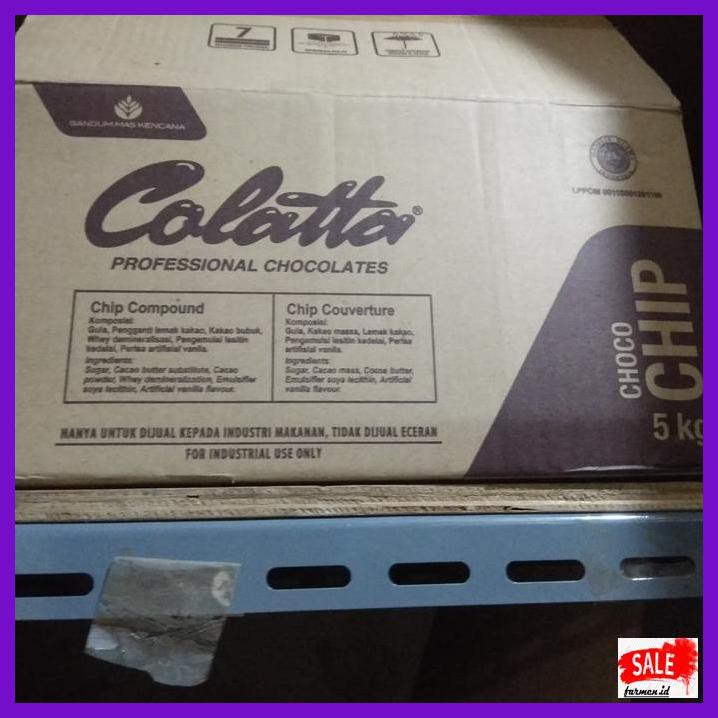 7
GANDUM MAS KENCANA
Colatta®
PROFESSIONAL CHOCOLATES
Chip Compound
Komposisi:
Gula, Pengganti lemak kakao, Kakao bubuk,
Whey demineralisasi, Pengemulsi lesitin
kedelai, Perisa artifisial vanila.
Ingredients:
Sugar, Cacao butter substitute, Cacao
powder, Whey demineralization, Emulsifier
soya lecithin, Artificial vanilla flavour.
Chip Couverture
Komposisi:
Gula, Kakao massa, Lemak kakao,
Pengemulsi lesitin kedelai, Perisa
artifisial vanila.
Ingredients:
Sugar, Cacao mass, Cocoa butter,
Emulsifier soya lecithin, Artificial
vanilla flavour.
HANYA UNTUK DIJUAL KEPADA INDUSTRI MAKANAN, TIDAK DIJUAL ECERAN
FOR INDUSTRIAL USE ONLY
LPPOM
CHOCO
CHIP
5 kg
SALE
farmen.id